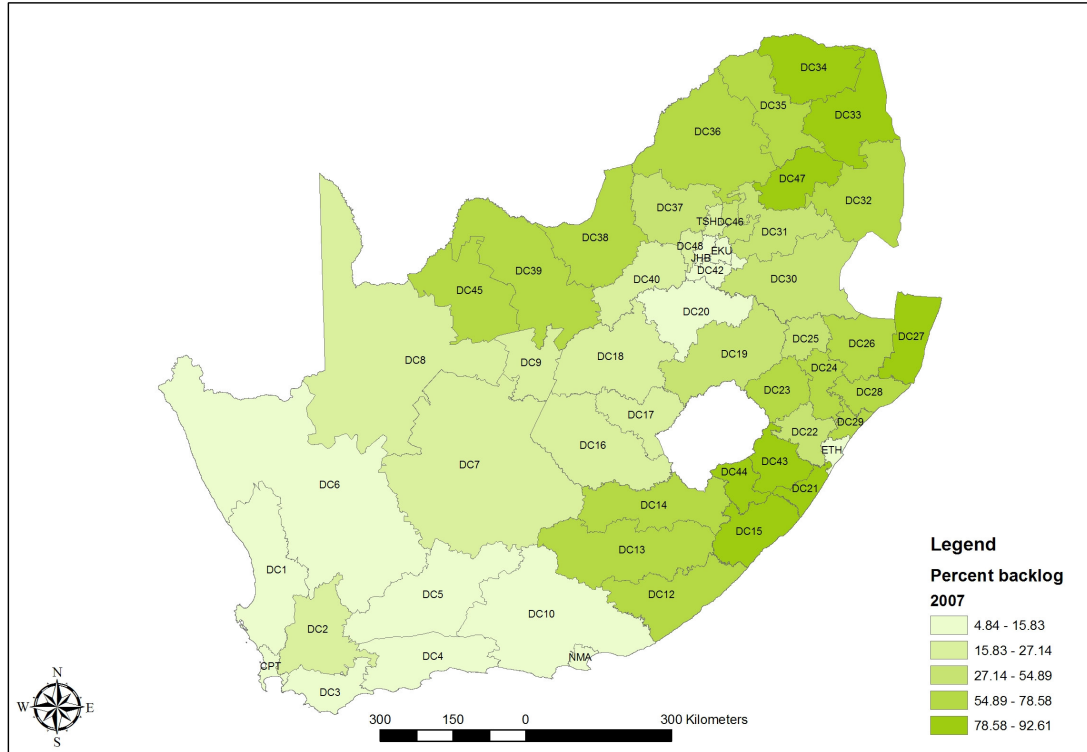 DC34
DC35
DC33
DC36
DC47
DC32
DC37
TSH
DC46
DC31
DC38
DC48
EKU
JHB
DC42
DC39
DC40
DC30
DC45
DC20
DC27
DC8
DC9
DC18
DC19
DC25
DC26
DC24
DC23
DC28
DC17
DC29
DC22
DC16
ETH
DC7
DC43
DC44
DC21
DC6
DC14
DC15
DC13
DC1
DC12
DC5
DC10
DC2
DC4
NMA
CPT
DC3
Legend
Percent backlog
2007
4.84 - 15.83
15.83 - 27.14
27.14 - 54.89
54.89 - 78.58
78.58 - 92.61
N
W
E
S
300 150 0 300 Kilometers